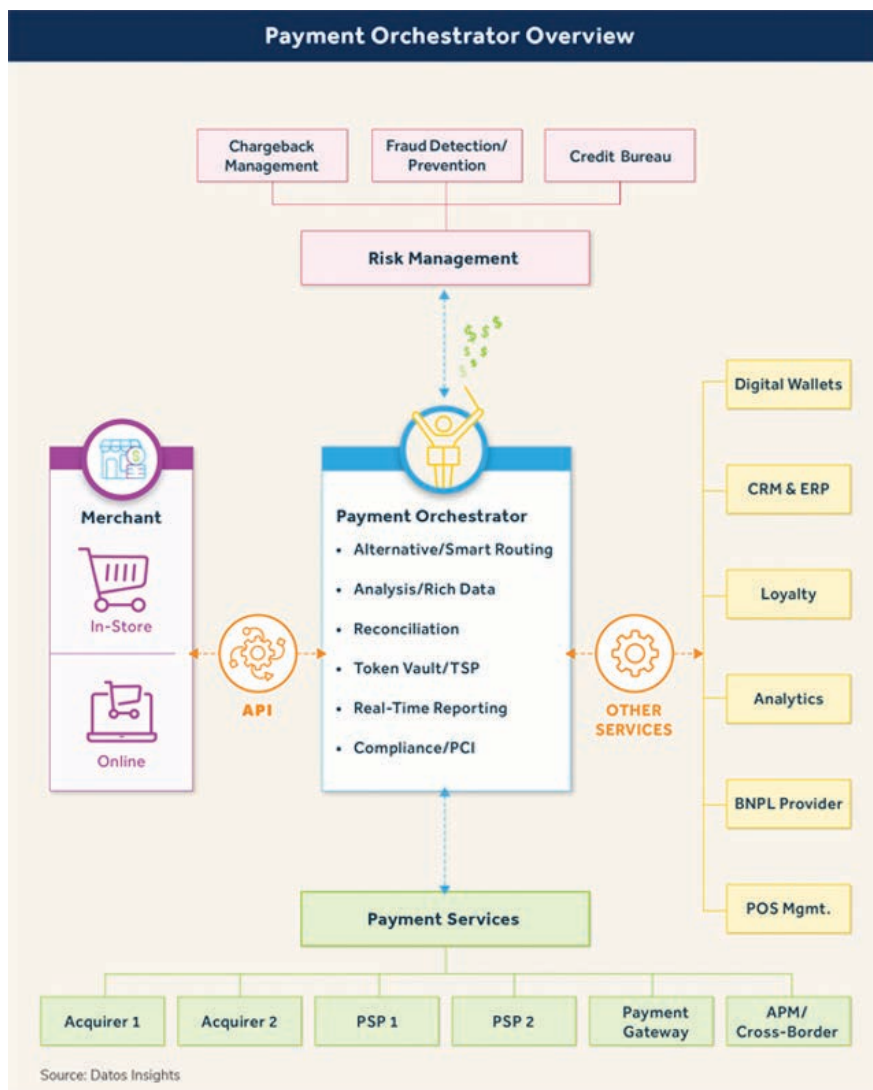 Payment Orchestrator Overview
Chargeback
Management
Fraud Detection/
Prevention
Credit Bureau
Risk Management
$ $ $
$ $
$ $
Digital Wallets
CRM & ERP
Loyalty
Analytics
BNPL Provider
POS Mgmt.
$
Merchant
In-Store
Online
API
Payment Orchestrator
• Alternative/Smart Routing
• Analysis/Rich Data
• Reconciliation
• Token Vault/TSP
• Real-Time Reporting
• Compliance/PCI
OTHER
SERVICES
Payment Services
Acquirer 1
Acquirer 2
PSP 1
PSP 2
Payment
Gateway
APM/
Cross-Border
Source: Datos Insights